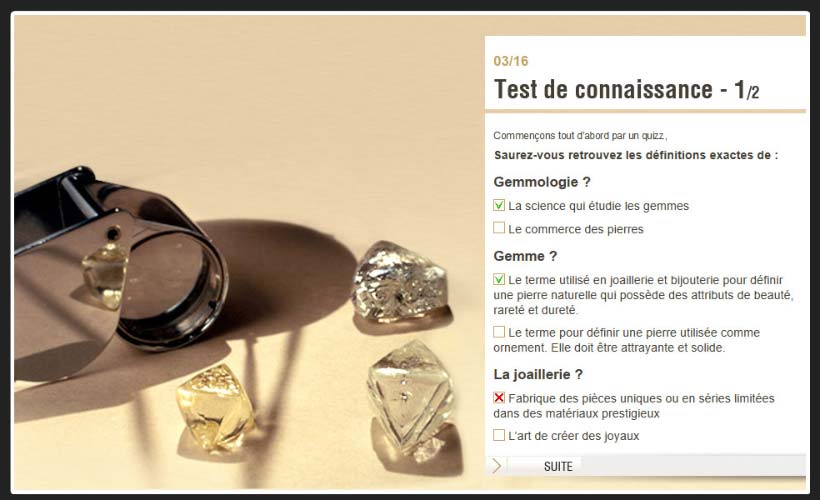 03/16
Test de connaissance - 1/2
Commençons tout d'abord par un quizz,
Saurez-vous retrouvez les définitions exactes de :
Gemmologie ?
La science qui étudie les gemmes
Le commerce des pierres
Gemme ?
Le terme utilisé en joaillerie et bijouterie pour définir
une pierre naturelle qui possède des attributs de beauté,
rareté et dureté.
Le terme pour définir une pierre utilisée comme
ornement. Elle doit être attrayante et solide.
La joaillerie ?
Fabrique des pièces uniques ou en séries limitées
dans des matériaux prestigieux
L'art de créer des joyaux
SUITE